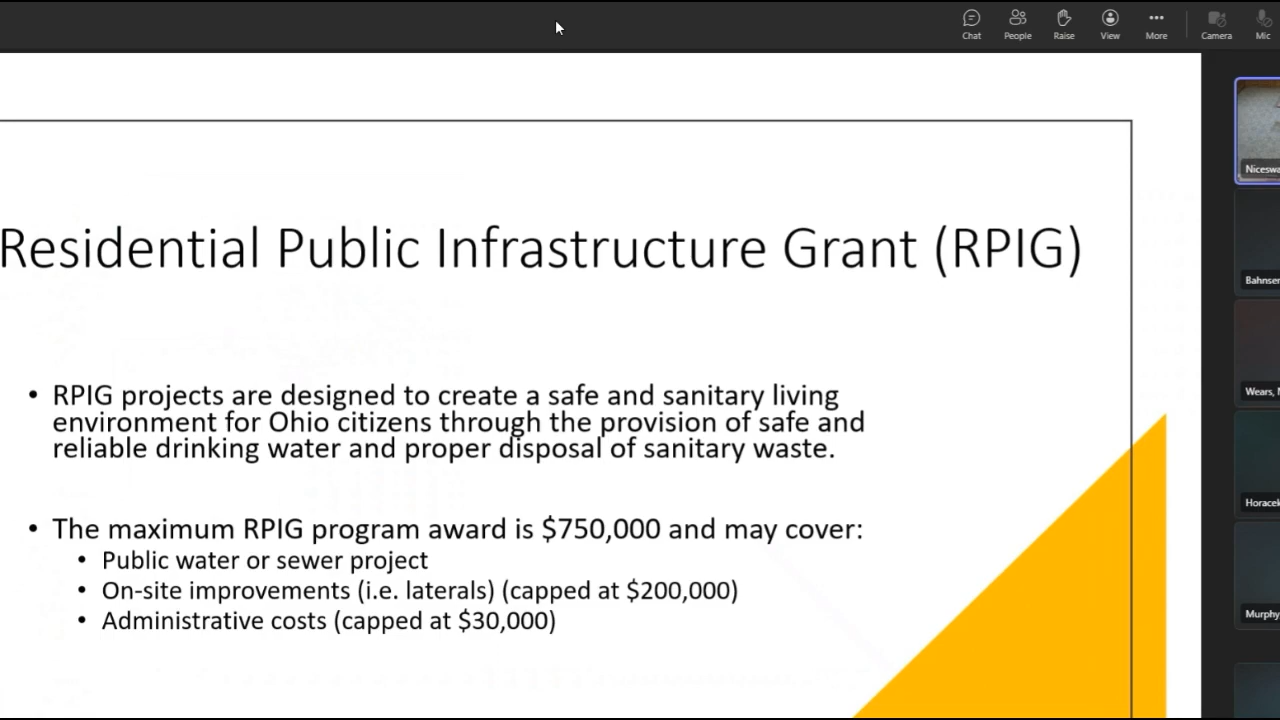 Chat People Raise View More Camera Mic
Residential Public Infrastructure Grant (RPIG)
• RPIG projects are designed to create a safe and sanitary living
environment for Ohio citizens through the provision of safe and
reliable drinking water and proper disposal of sanitary waste.
• The maximum RPIG program award is $750,000 and may cover:
• Public water or sewer project
• On-site improvements (i.e. laterals) (capped at $200,000)
• Administrative costs (capped at $30,000)
Niceswa
Bahnsen
Wears,
Horacek
Murphy